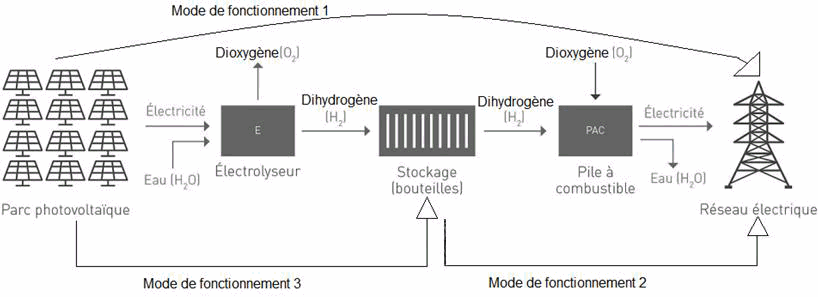 Mode de fonctionnement 1
Dioxygène(O₂)
Dioxygène (O₂)
Dihydrogène
(H₂)
Dihydrogène
(H₂)
Électricité
E
PAC
Électricité
Eau (H₂O)
Électrolyseur
Stockage
(bouteilles)
Pile à
combustible
Eau (H₂O)
Parc photovoltaïque
Réseau électrique
Mode de fonctionnement 3
Mode de fonctionnement 2